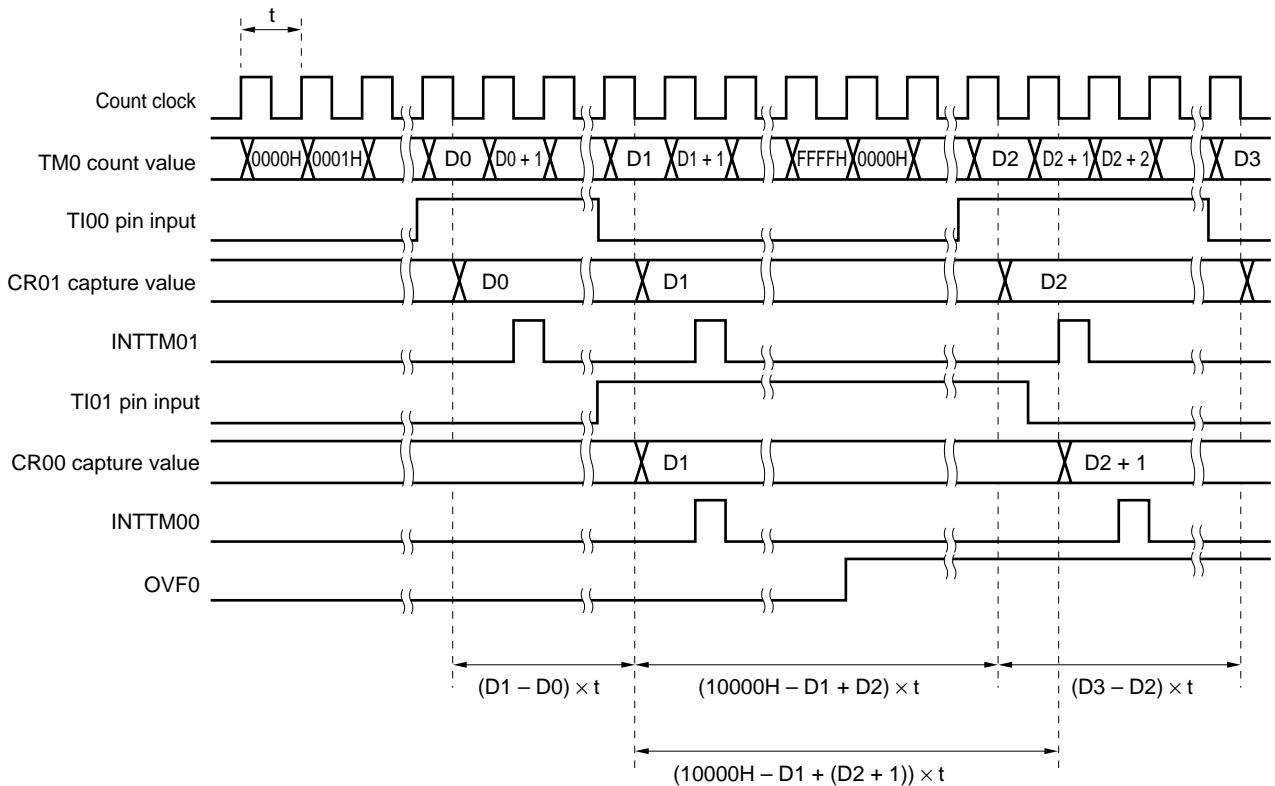 t
Count clock
TM0 count value 0000H 0001H D0 D0 + 1 D1 D1 + 1 FFFFH 0000H D2 D2 + 1 D2 + 2 D3
TI00 pin input
CR01 capture value D0 D1 D2
INTTM01
TI01 pin input
CR00 capture value D1 D2 + 1
INTTM00
OVF0
(D1 – D0) × t (10000H – D1 + D2) × t (D3 – D2) × t
(10000H – D1 + (D2 + 1)) × t